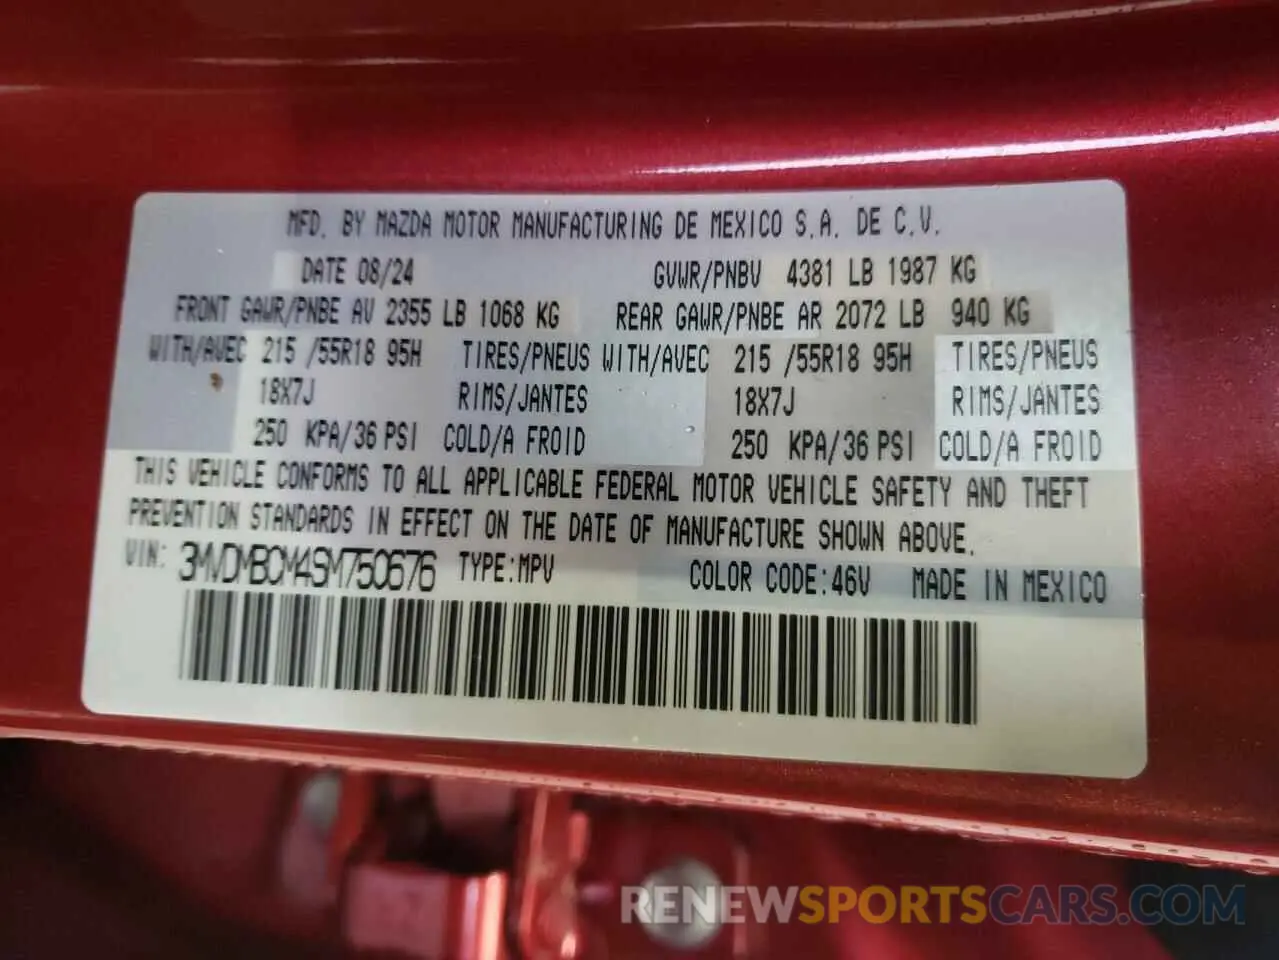 MFD. BY MAZDA MOTOR MANUFACTURING DE MEXICO S.A. DE C.V.
DATE 08/24 GVWR/PNBV 4381 LB 1987 KG
FRONT GAWR/PNBE AV 2355 LB 1068 KG REAR GAWR/PNBE AR 2072 LB 940 KG
WITH/AVEC 215 /55R18 95H TIRES/PNEUS WITH/AVEC 215 /55R18 95H TIRES/PNEUS
18X7J RIMS/JANTES 18X7J RIMS/JANTES
250 KPA/36 PSI COLD/A FROID 250 KPA/36 PSI COLD/A FROID
THIS VEHICLE CONFORMS TO ALL APPLICABLE FEDERAL MOTOR VEHICLE SAFETY AND THEFT
PREVENTION STANDARDS IN EFFECT ON THE DATE OF MANUFACTURE SHOWN ABOVE.
VIN: 3MVDMBCM4SM750676 TYPE:MPV COLOR CODE:46V MADE IN MEXICO
RENEWSPORTSCARS.COM